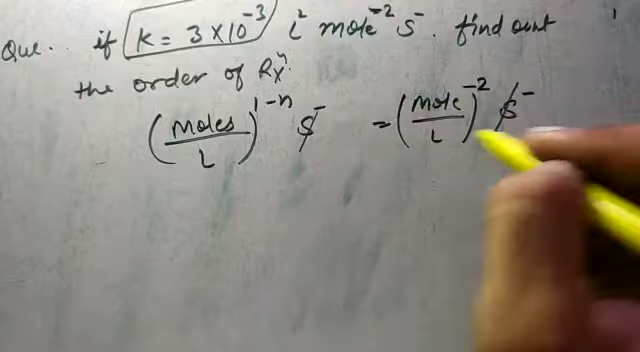 Que.. if K = 3 × 10⁻³ L² mole⁻² s⁻. find out
the order of Rxⁿ.
(moles/L)¹⁻ⁿ s⁻ = (mole/L)⁻² s⁻